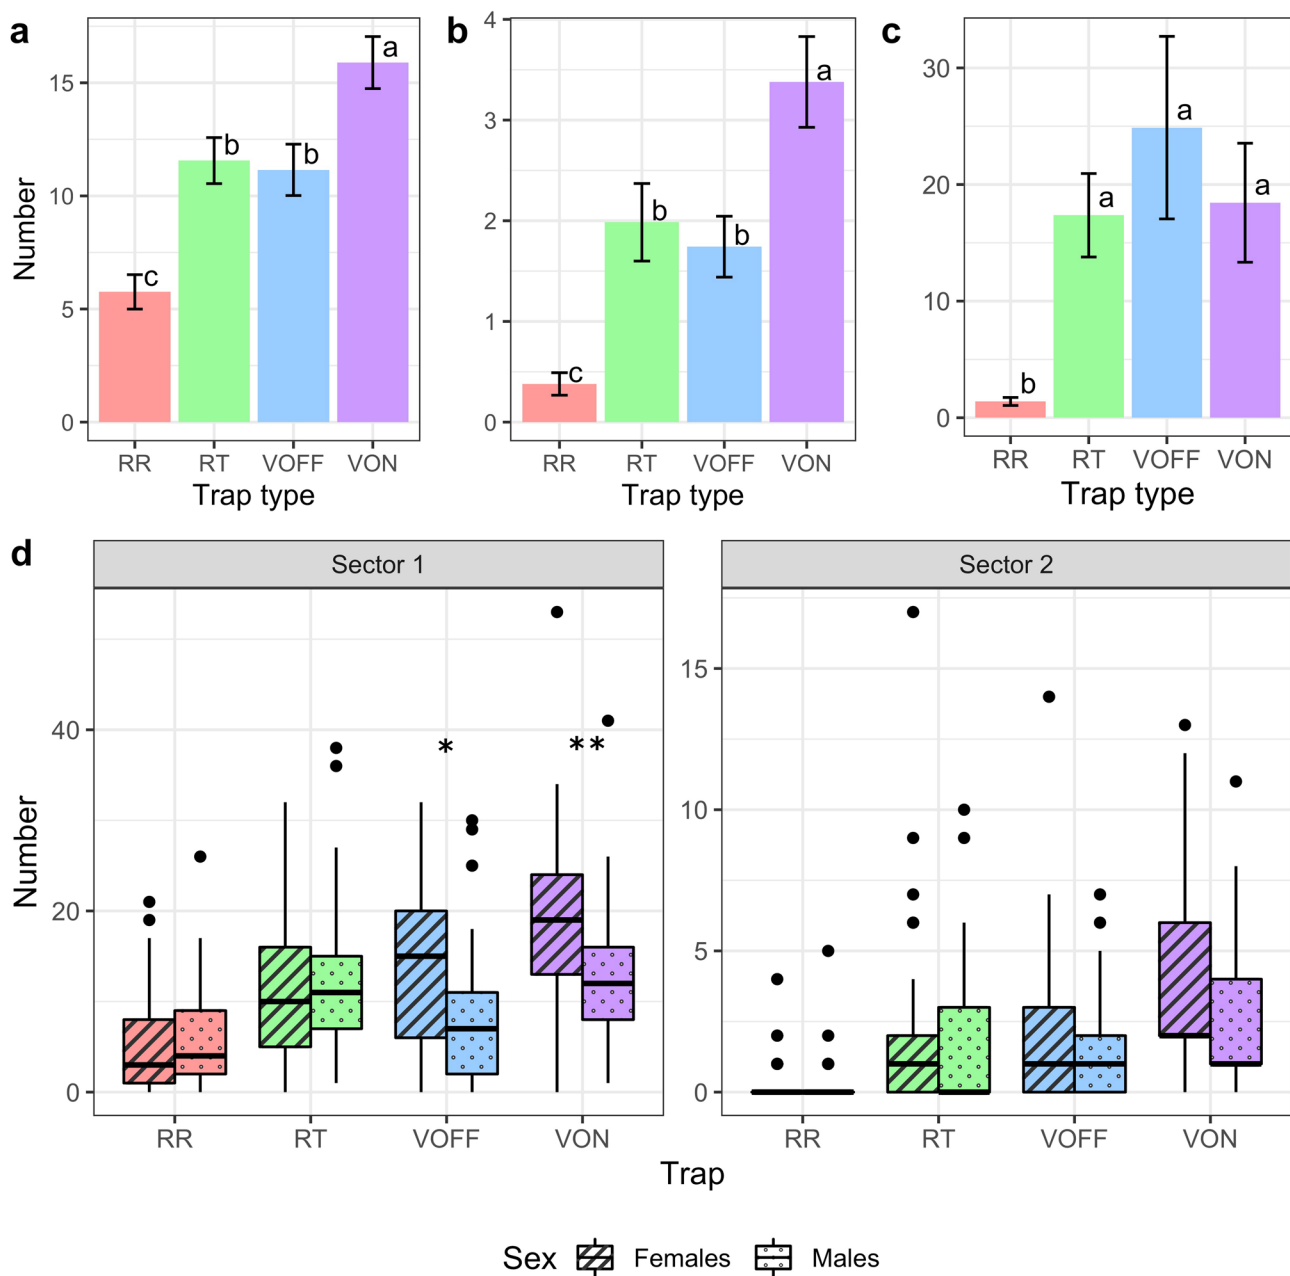 a
15
10
5
0
Number
c
b
b
a
RR RT VOFF VON
Trap type
b
4
3
2
1
0
c
b
b
a
RR RT VOFF VON
Trap type
c
30
20
10
0
b
a
a
a
RR RT VOFF VON
Trap type
d
Sector 1
40
20
0
Number
*
**
RR RT VOFF VON
Sector 2
15
10
5
0
RR RT VOFF VON
Trap
Sex Females Males